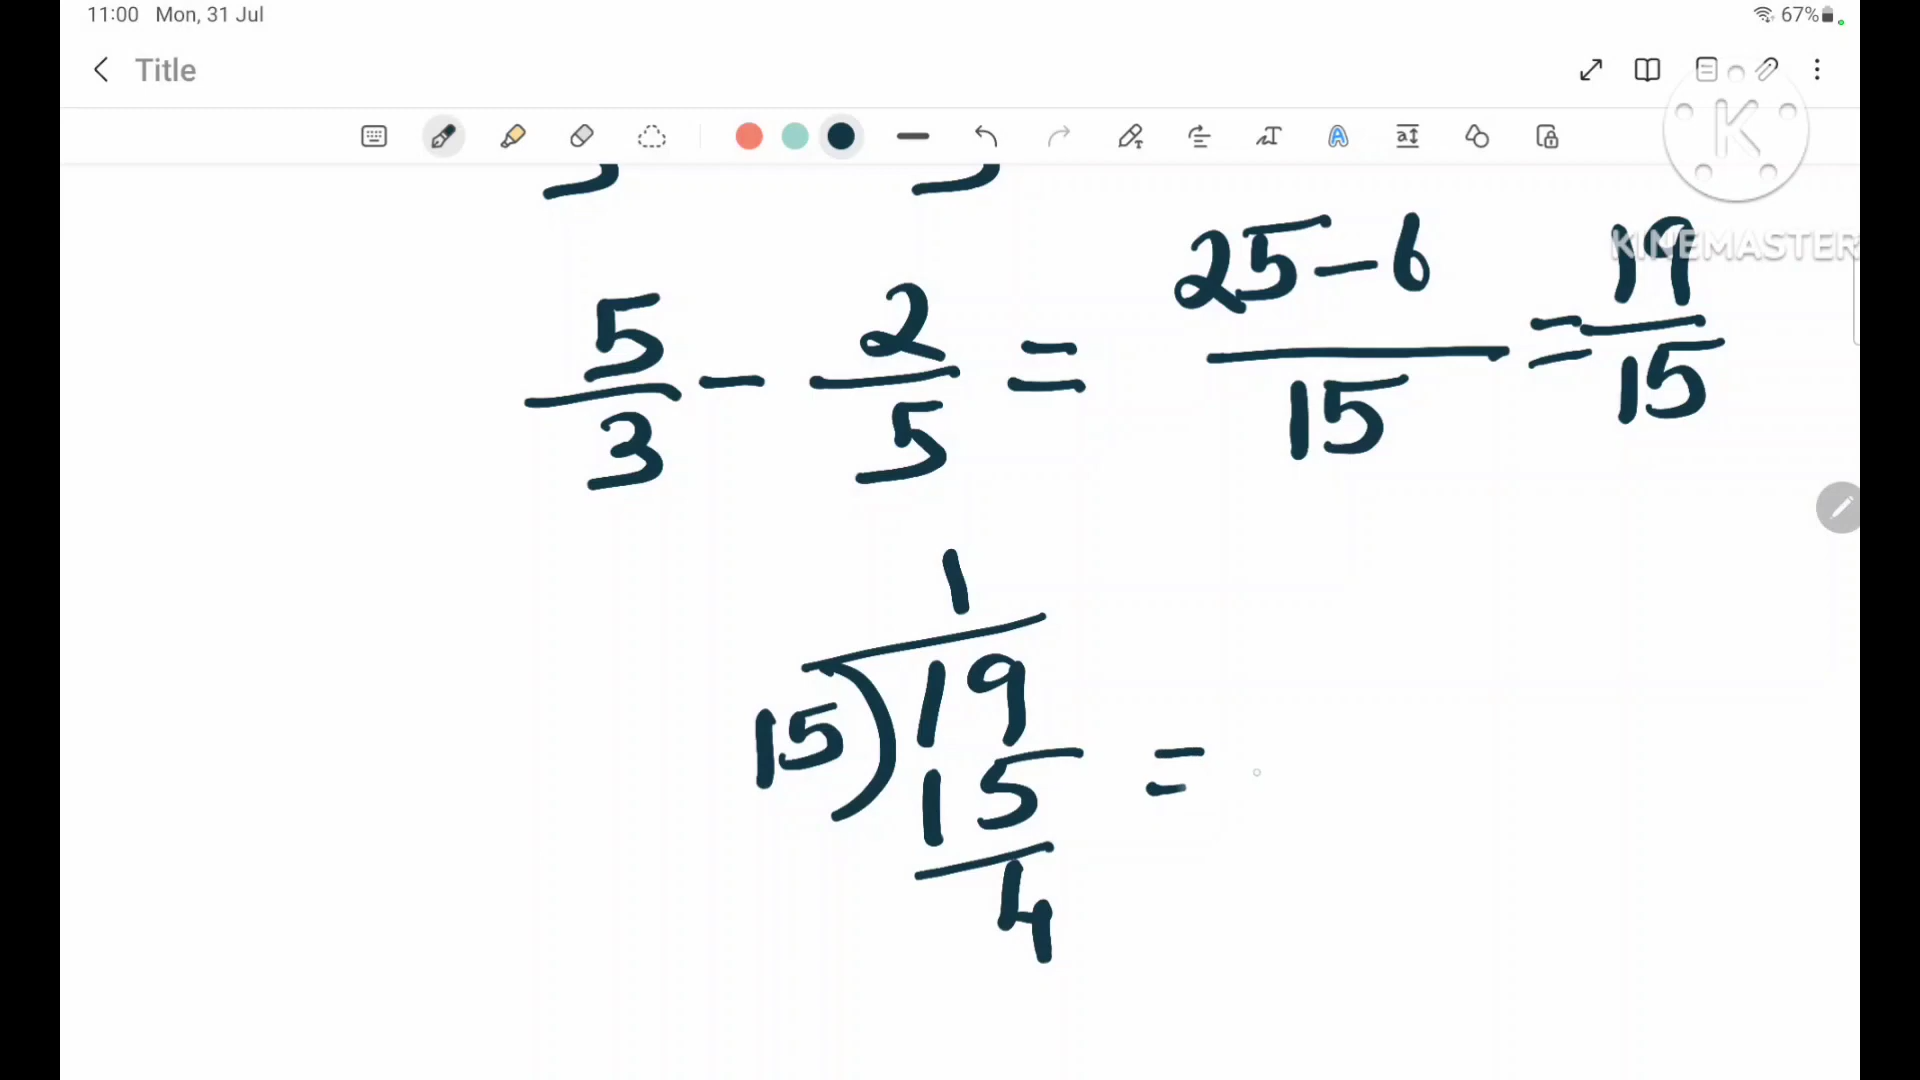 11:00 Mon, 31 Jul 67%
Title
K
KINEMASTER
5/3 - 2/5 = 25-6/15 = 19/15
1
15)19 =
15
4